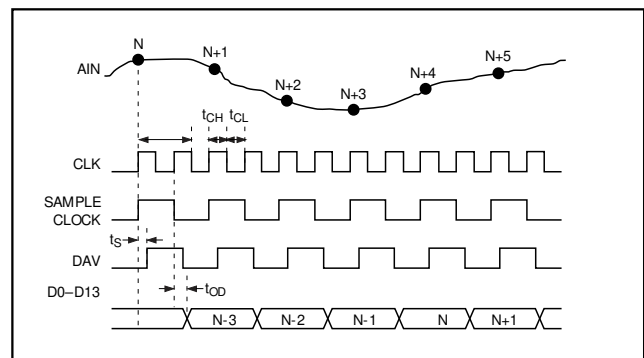 N
N+1
N+5
AIN
N+4
N+2
N+3
tCH tCL
CLK
SAMPLE
CLOCK
tS
DAV
tOD
D0–D13
N-3 N-2 N-1 N N+1